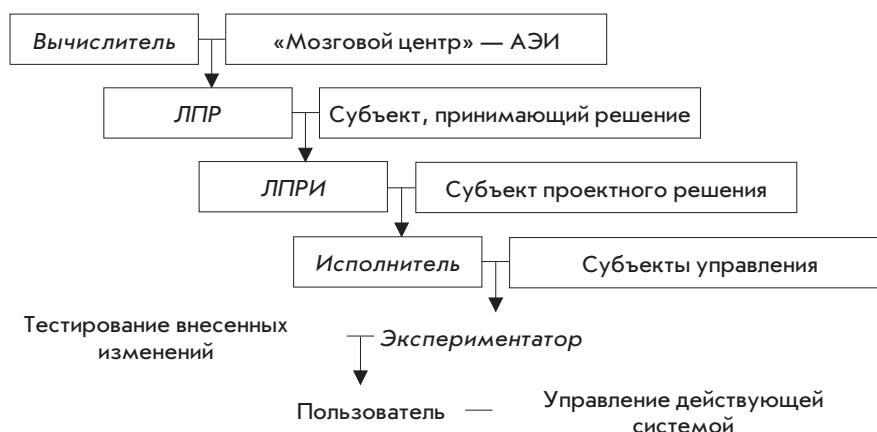 Вычислитель
«Мозговой центр» — АЭИ
ЛПР
Субъект, принимающий решение
ЛПРИ
Субъект проектного решения
Исполнитель
Субъекты управления
Тестирование внесенных
изменений
Экспериментатор
Пользователь —
Управление действующей
системой